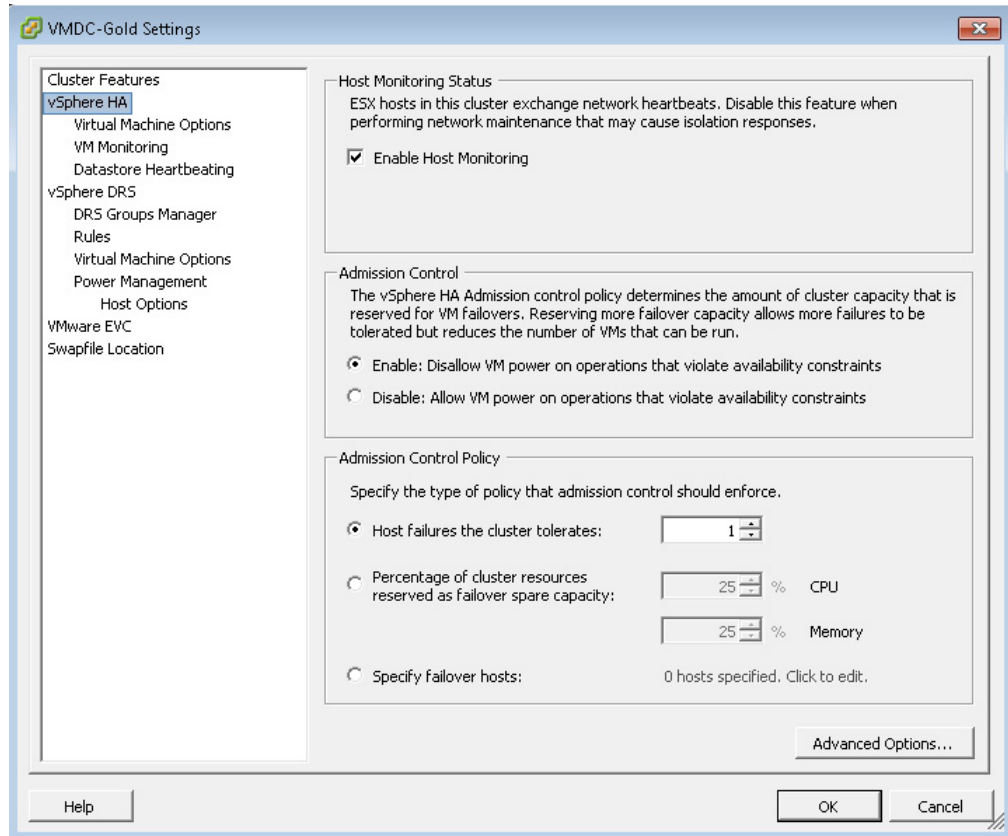 VMDC-Gold Settings
Cluster Features
vSphere HA
Virtual Machine Options
VM Monitoring
Datastore Heartbeating
vSphere DRS
DRS Groups Manager
Rules
Virtual Machine Options
Power Management
Host Options
VMware EVC
Swapfile Location
Host Monitoring Status
ESX hosts in this cluster exchange network heartbeats. Disable this feature when
performing network maintenance that may cause isolation responses.
Enable Host Monitoring
Admission Control
The vSphere HA Admission control policy determines the amount of cluster capacity that is
reserved for VM failovers. Reserving more failover capacity allows more failures to be
tolerated but reduces the number of VMs that can be run.
Enable: Disallow VM power on operations that violate availability constraints
Disable: Allow VM power on operations that violate availability constraints
Admission Control Policy
Specify the type of policy that admission control should enforce.
Host failures the cluster tolerates: 1
Percentage of cluster resources
reserved as failover spare capacity:
25 % CPU
25 % Memory
Specify failover hosts: 0 hosts specified. Click to edit.
Advanced Options...
Help OK Cancel